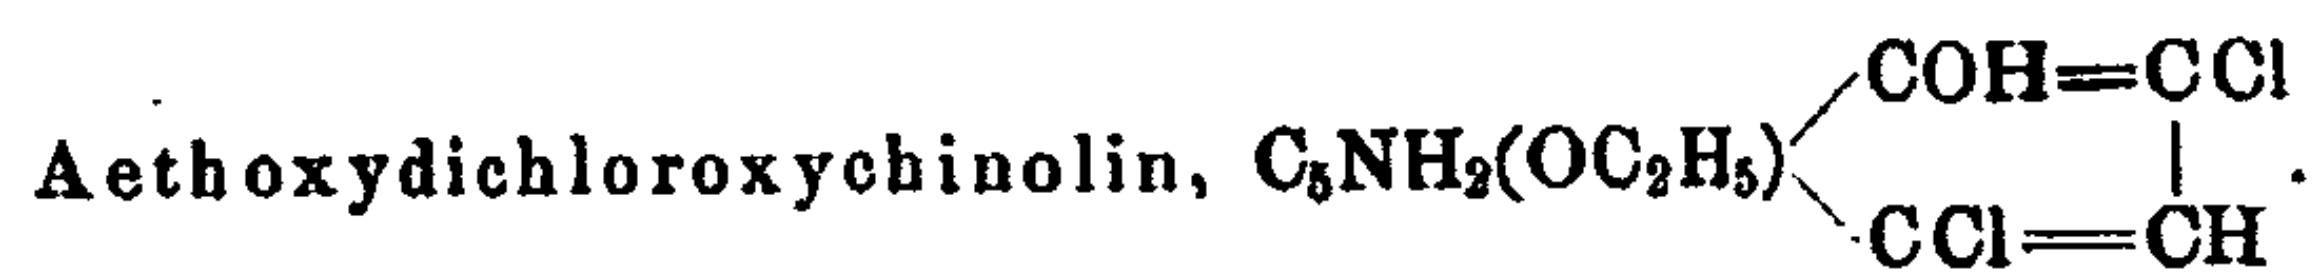 COH=CCl
Aethoxydichloroxychinolin, C₅NH₂(OC₂H₅) .
CCl=CH